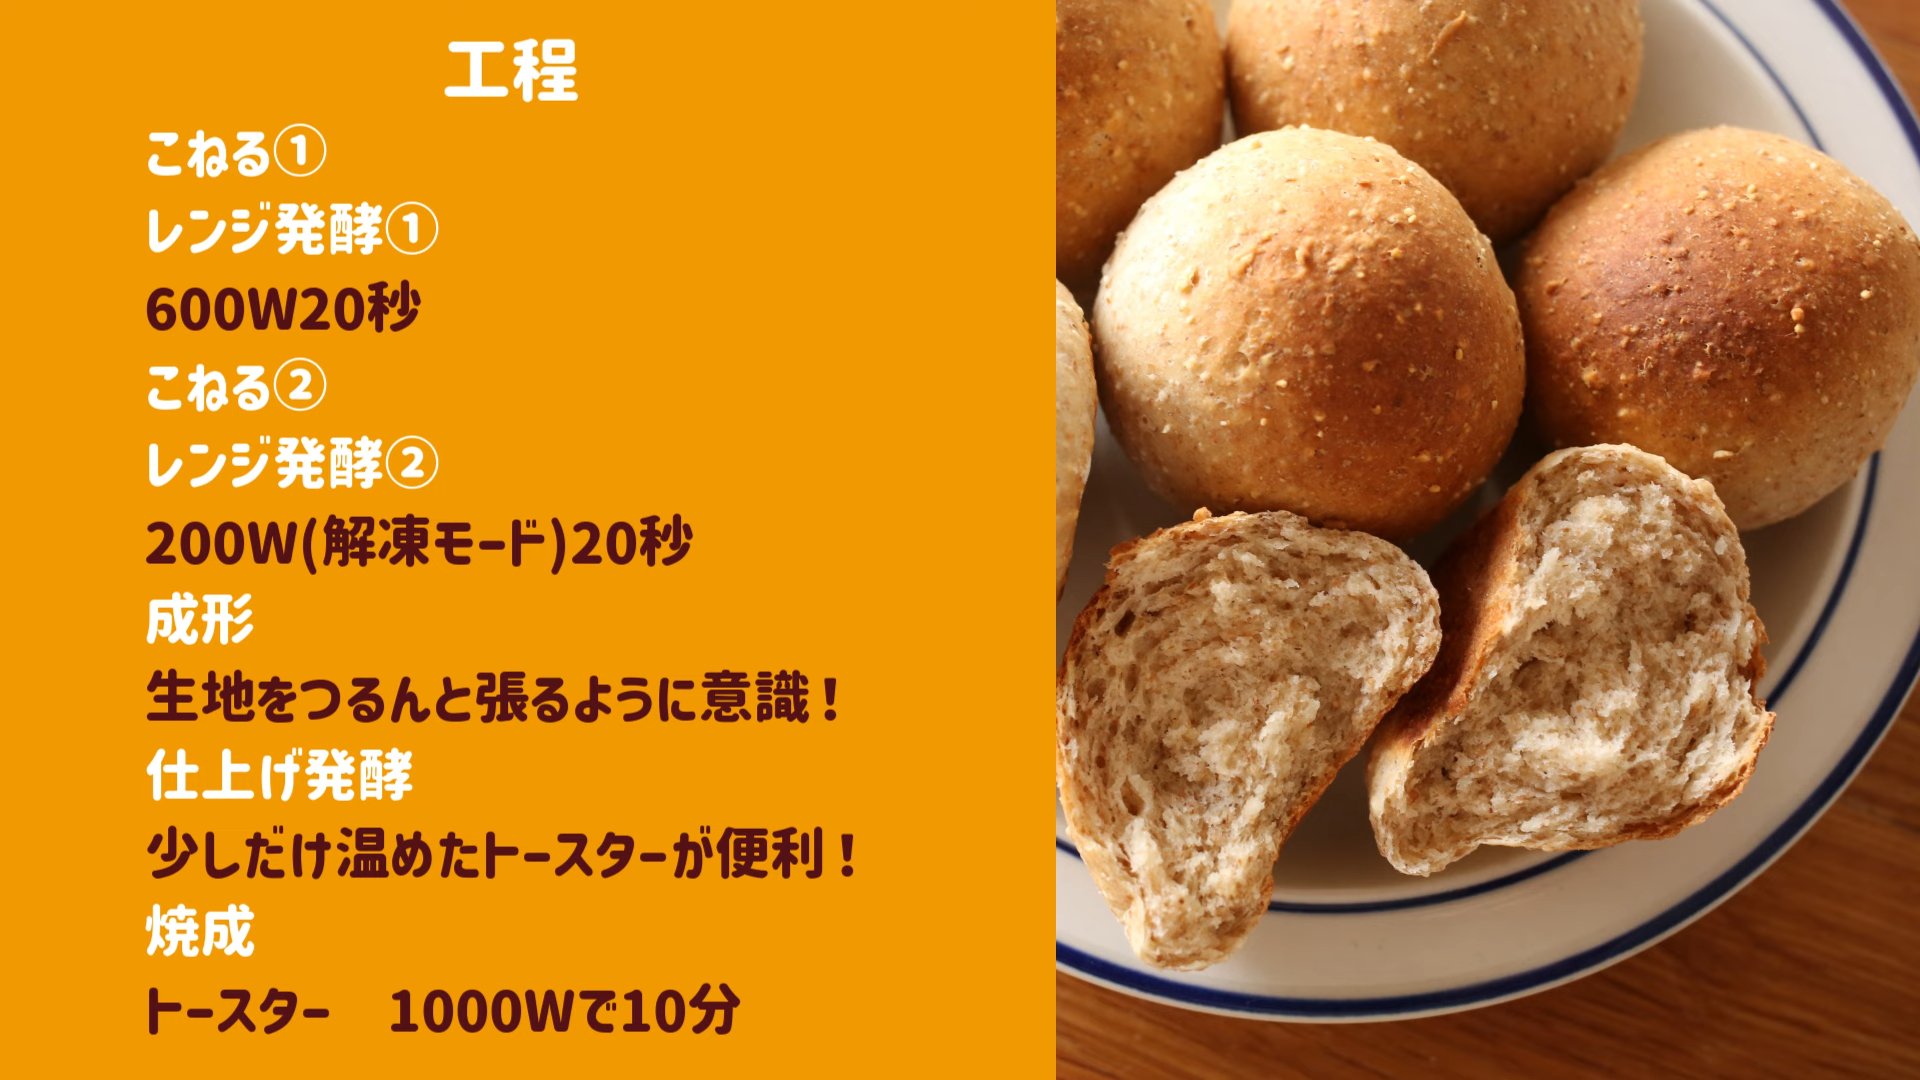 工程
こねる①
レンジ発酵①
600W20秒
こねる②
レンジ発酵②
200W(解凍モード)20秒
成形
生地をつるんと張るように意識！
仕上げ発酵
少しだけ温めたトースターが便利！
焼成
トースター　1000Wで10分